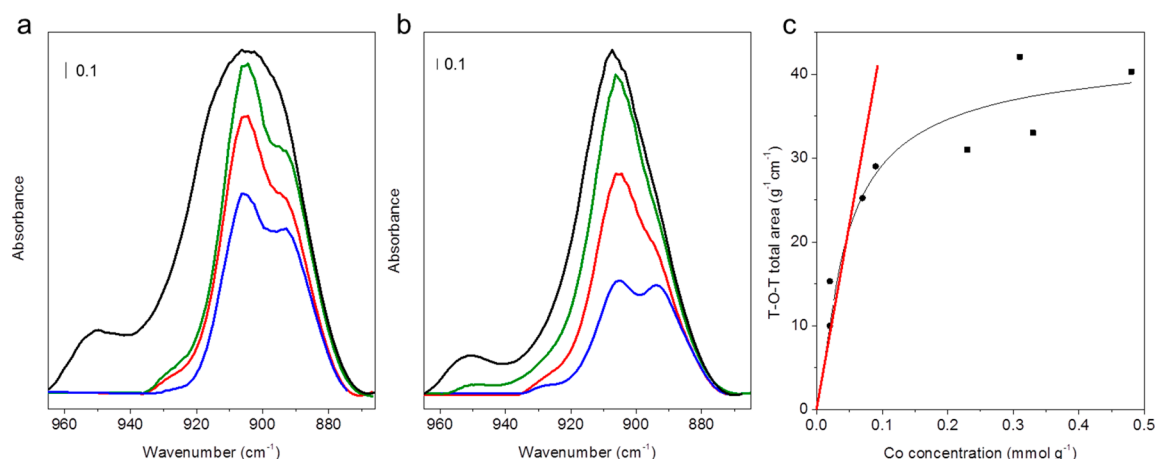 a
0.1
Absorbance
960 940 920 900 880
Wavenumber (cm⁻¹)
b
0.1
Absorbance
960 940 920 900 880
Wavenumber (cm⁻¹)
c
T-O-T total area (g⁻¹ cm⁻¹)
40
30
20
10
0
0.0 0.1 0.2 0.3 0.4 0.5
Co concentration (mmol g⁻¹)